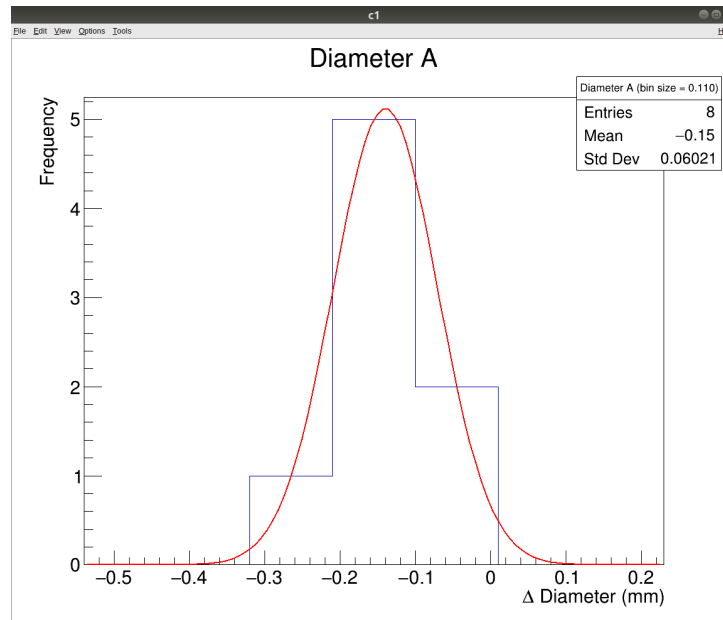 c1
File Edit View Options Tools H
Diameter A
Diameter A (bin size = 0.110)
Entries 8
Mean −0.15
Std Dev 0.06021
Frequency
5
4
3
2
1
0
−0.5 −0.4 −0.3 −0.2 −0.1 0 0.1 0.2
Δ Diameter (mm)